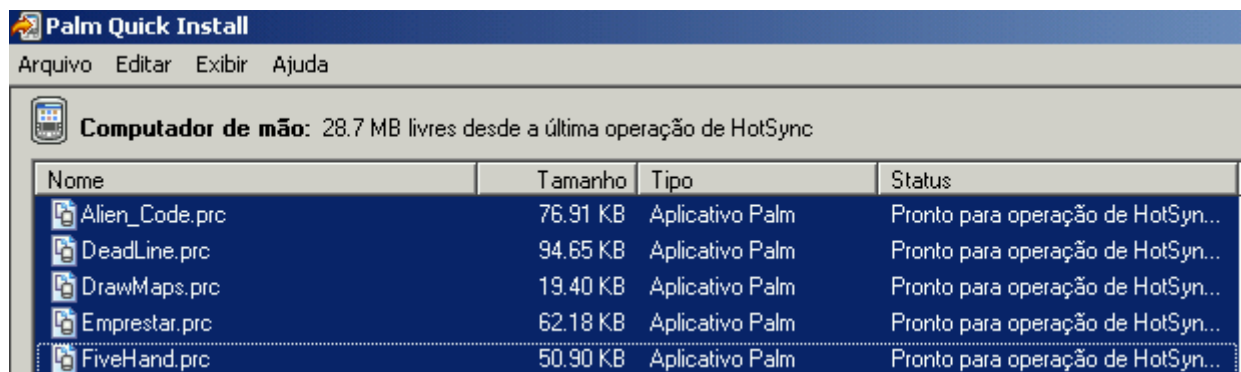 Palm Quick Install
Arquivo Editar Exibir Ajuda
Computador de mão: 28.7 MB livres desde a última operação de HotSync
Nome Tamanho Tipo Status
Alien_Code.prc 76.91 KB Aplicativo Palm Pronto para operação de HotSyn...
DeadLine.prc 94.65 KB Aplicativo Palm Pronto para operação de HotSyn...
DrawMaps.prc 19.40 KB Aplicativo Palm Pronto para operação de HotSyn...
Emprestar.prc 62.18 KB Aplicativo Palm Pronto para operação de HotSyn...
FiveHand.prc 50.90 KB Aplicativo Palm Pronto para operação de HotSyn...